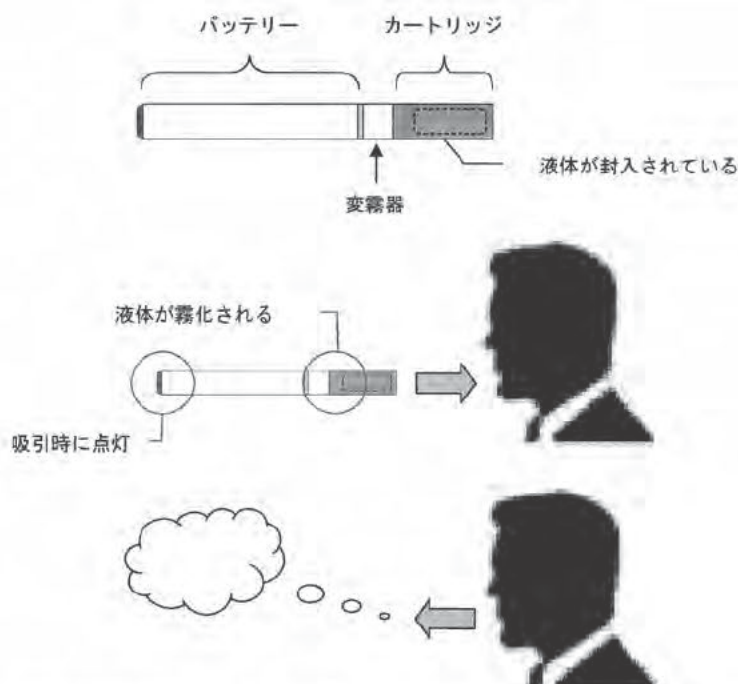 バッテリー
カートリッジ
液体が封入されている
変霧器
液体が霧化される
吸引時に点灯